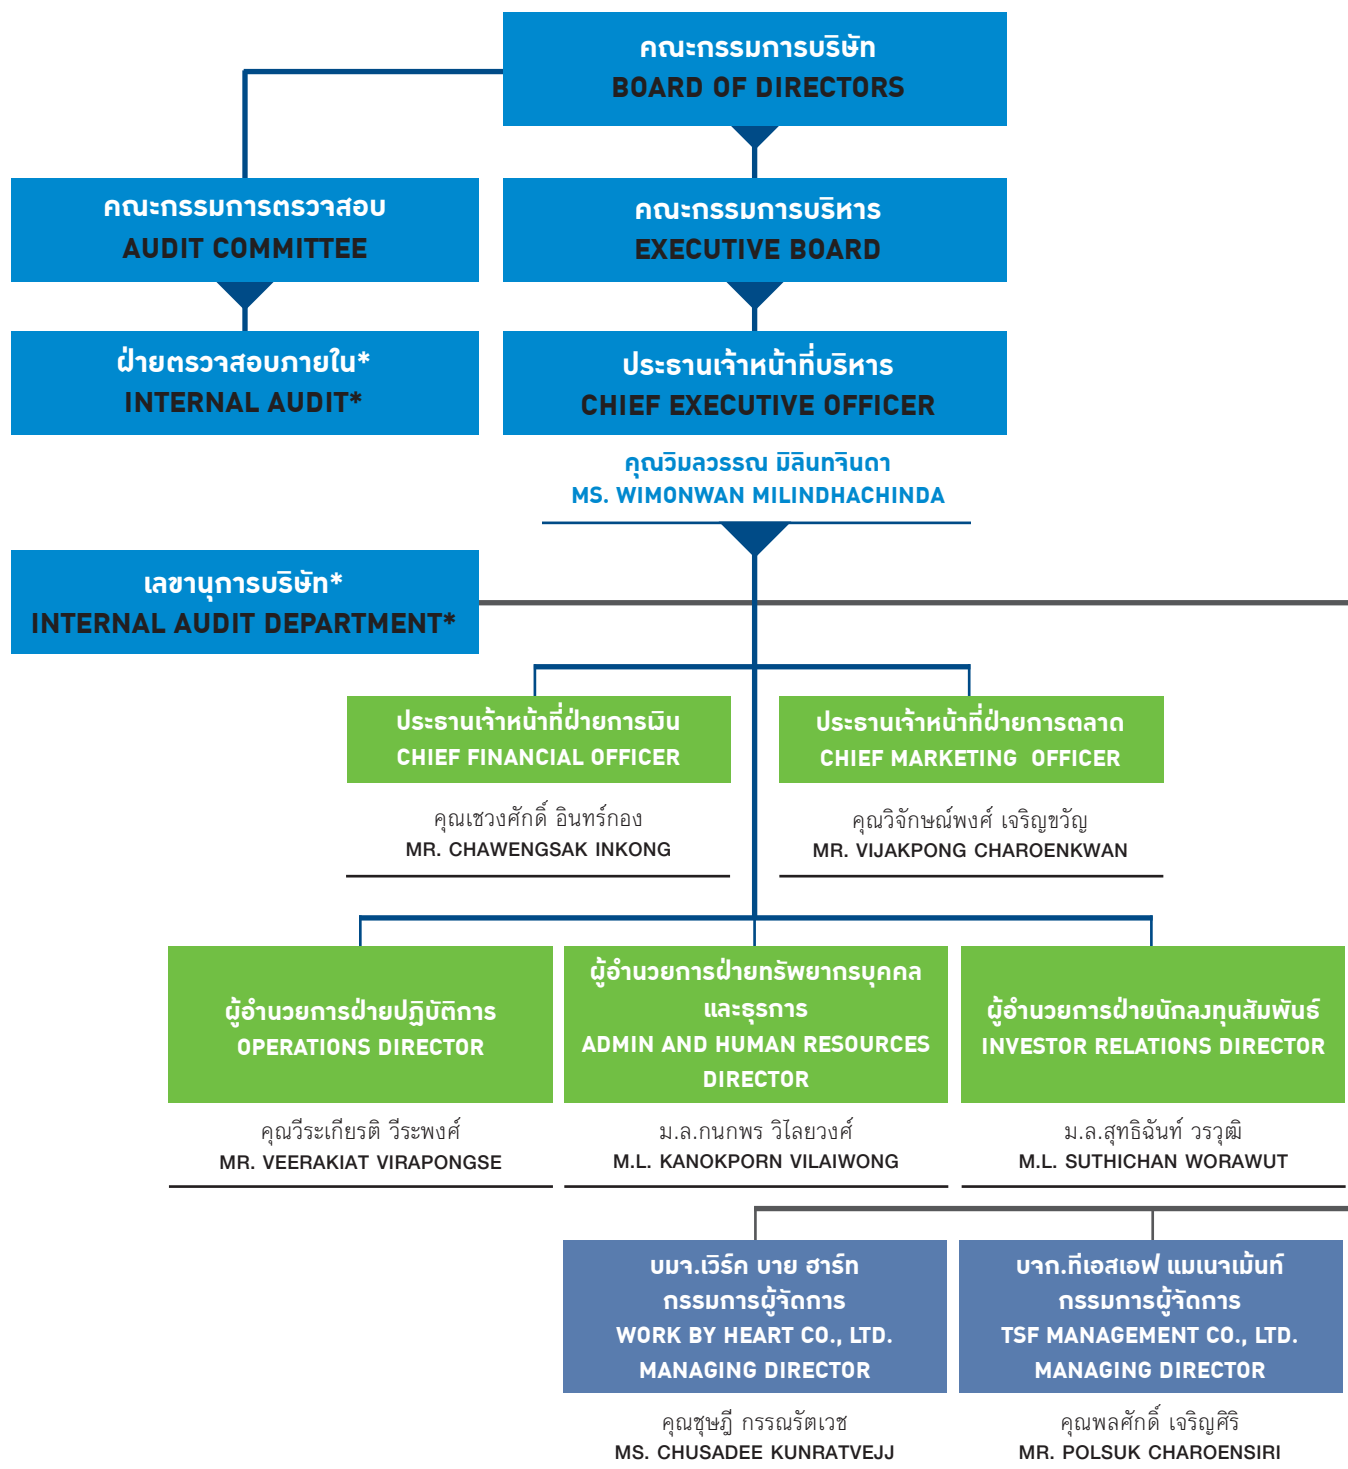 คณะกรรมการบริษัท
BOARD OF DIRECTORS
คณะกรรมการตรวจสอบ
AUDIT COMMITTEE
คณะกรรมการบริหาร
EXECUTIVE BOARD
ฝ่ายตรวจสอบภายใน*
INTERNAL AUDIT*
ประธานเจ้าหน้าที่บริหาร
CHIEF EXECUTIVE OFFICER
คุณวิมลวรรณ มิลินทจินดา
MS. WIMONWAN MILINDHACHINDA
เลขานุการบริษัท*
INTERNAL AUDIT DEPARTMENT*
ประธานเจ้าหน้าที่ฝ่ายการเงิน
CHIEF FINANCIAL OFFICER
คุณเชวงศักดิ์ อินทร์กอง
MR. CHAWENGSAK INKONG
ประธานเจ้าหน้าที่ฝ่ายการตลาด
CHIEF MARKETING OFFICER
คุณวิจักษณ์พงศ์ เจริญขวัญ
MR. VIJAKPONG CHAROENKWAN
ผู้อำนวยการฝ่ายปฏิบัติการ
OPERATIONS DIRECTOR
คุณวีระเกียรติ วีระพงศ์
MR. VEERAKIAT VIRAPONGSE
ผู้อำนวยการฝ่ายทรัพยากรบุคคล
และธุรการ
ADMIN AND HUMAN RESOURCES
DIRECTOR
ม.ล.กนกพร วิไลยวงศ์
M.L. KANOKPORN VILAIWONG
ผู้อำนวยการฝ่ายนักลงทุนสัมพันธ์
INVESTOR RELATIONS DIRECTOR
ม.ล.สุทธิฉันท์ วรวุฒิ
M.L. SUTHICHAN WORAWUT
บมจ.เวิร์ค บาย ฮาร์ท
กรรมการผู้จัดการ
WORK BY HEART CO., LTD.
MANAGING DIRECTOR
คุณชุษฎี กรรณรัตเวช
MS. CHUSADEE KUNRATVEJJ
บจก.ทีเอสเอฟ แมเนจเม้นท์
กรรมการผู้จัดการ
TSF MANAGEMENT CO., LTD.
MANAGING DIRECTOR
คุณพลศักดิ์ เจริญศิริ
MR. POLSUK CHAROENSIRI